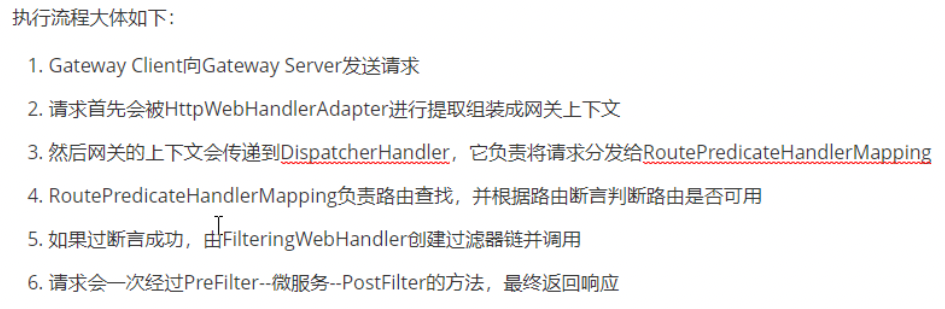 执行流程大体如下：
1. Gateway Client向Gateway Server发送请求
2. 请求首先会被HttpWebHandlerAdapter进行提取组装成网关上下文
3. 然后网关的上下文会传递到DispatcherHandler，它负责将请求分发给RoutePredicateHandlerMapping
4. RoutePredicateHandlerMapping负责路由查找，并根据路由断言判断路由是否可用
5. 如果过断言成功，由FilteringWebHandler创建过滤器链并调用
6. 请求会一次经过PreFilter--微服务--PostFilter的方法，最终返回响应